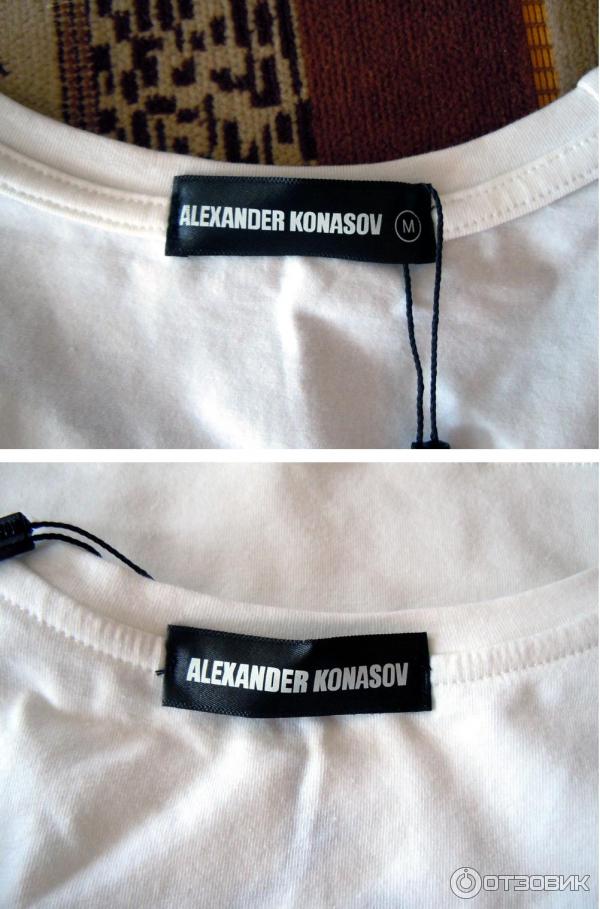 ALEXANDER KONASOV M
ALEXANDER KONASOV
ОТЗОВИК